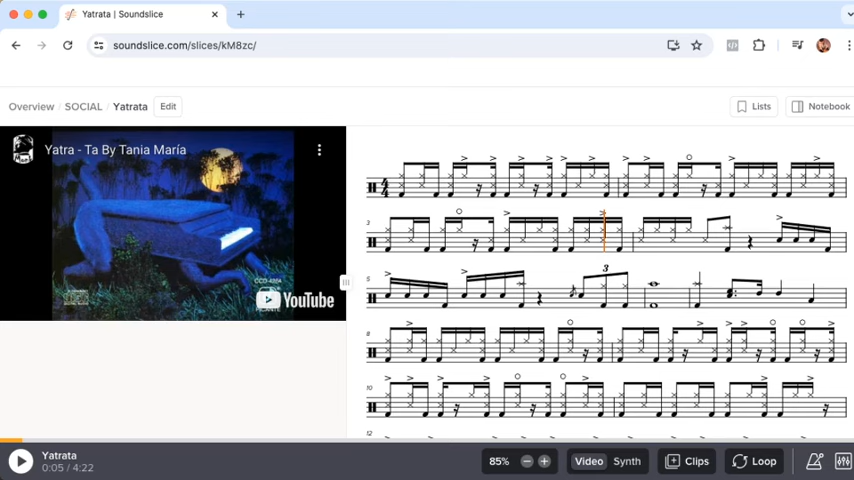 Yatrata | Soundslice
soundslice.com/slices/kM8zc/
Overview / SOCIAL / Yatrata Edit
Lists
Notebook
Yatra - Ta By Tania María
YouTube
3
3
5
8
10
12
Yatrata
0:05 / 4:22
85%
Video
Synth
Clips
Loop